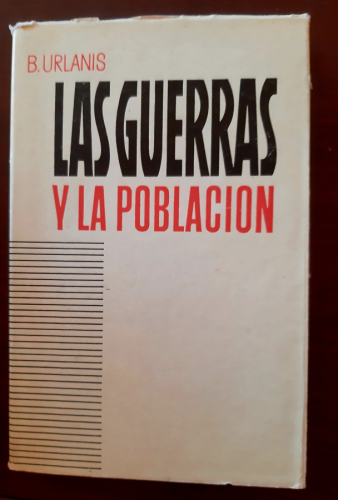 B. URLANIS
LAS GUERRAS
Y LA POBLACION